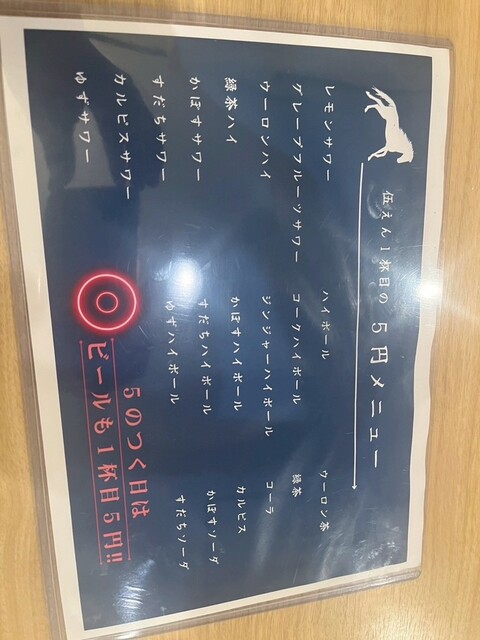 伍えん1杯目の 5円メニュー
レモンサワー
グレープフルーツサワー
ウーロンハイ
緑茶ハイ
かぼすサワー
すだちサワー
カルピスサワー
ゆずサワー
ハイボール
コークハイボール
ジンジャーハイボール
かぼすハイボール
すだちハイボール
ゆずハイボール
ウーロン茶
緑茶
コーラ
カルピス
かぼすソーダ
すだちソーダ
5のつく日は
ビールも1杯目5円!!